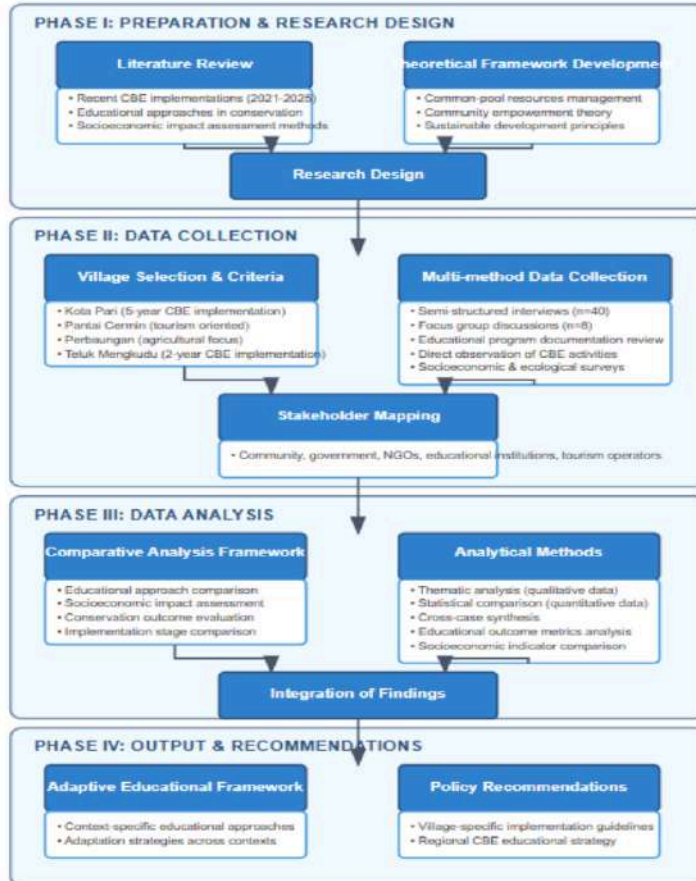 PHASE I: PREPARATION & RESEARCH DESIGN
Literature Review
• Recent CBE implementations (2021-2025)
• Educational approaches in conservation
• Socioeconomic impact assessment methods
heoretical Framework Developmen
• Common-pool resources management
• Community empowerment theory
• Sustainable development principles
Research Design
PHASE II: DATA COLLECTION
Village Selection & Criteria
• Kota Pari (5-year CBE implementation)
• Pantai Cermin (tourism oriented)
• Perbaungan (agricultural focus)
• Teluk Mengkudu (2-year CBE implementation)
Multi-method Data Collection
• Semi-structured interviews (n=40)
• Focus group discussions (n=8)
• Educational program documentation review
• Direct observation of CBE activities
• Socioeconomic & ecological surveys
Stakeholder Mapping
• Community, government, NGOs, educational institutions, tourism operators
PHASE III: DATA ANALYSIS
Comparative Analysis Framework
• Educational approach comparison
• Socioeconomic impact assessment
• Conservation outcome evaluation
• Implementation stage comparison
Analytical Methods
• Thematic analysis (qualitative data)
• Statistical comparison (quantitative data)
• Cross-case synthesis
• Educational outcome metrics analysis
• Socioeconomic indicator comparison
Integration of Findings
PHASE IV: OUTPUT & RECOMMENDATIONS
Adaptive Educational Framework
• Context-specific educational approaches
• Adaptation strategies across contexts
Policy Recommendations
• Village-specific implementation guidelines
• Regional CBE educational strategy